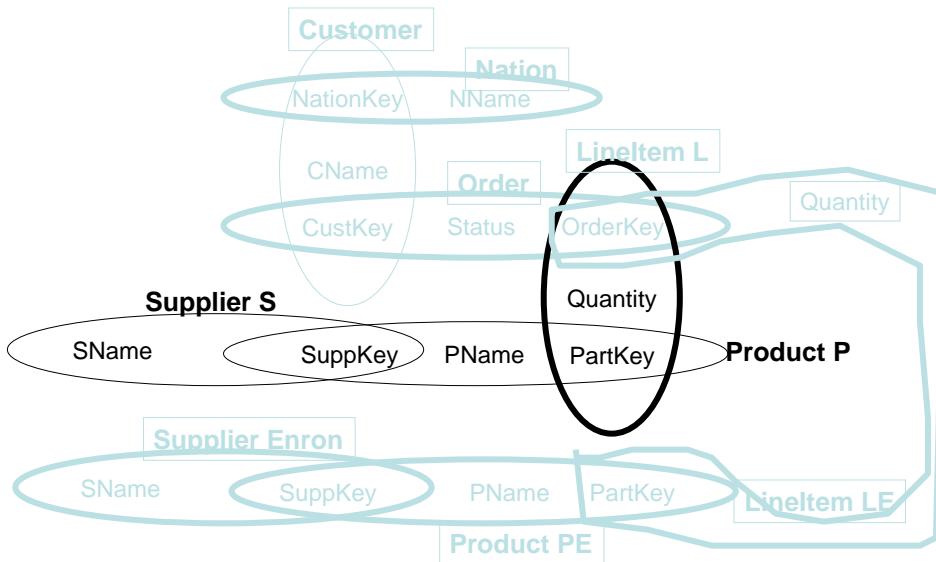 Customer
Nation
NationKey NName
LineItem L
CName
Order
Quantity
CustKey Status OrderKey
Quantity
Supplier S
SName SuppKey PName PartKey Product P
Supplier Enron
SName SuppKey PName PartKey
LineItem LE
Product PE